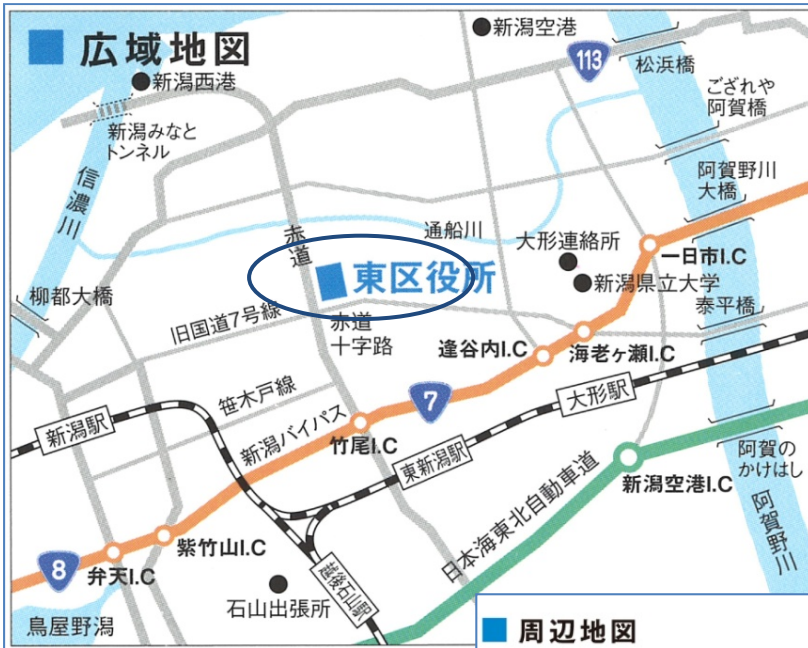 ■ 広域地図
●新潟空港
113
松浜橋
●新潟西港
ござれや
阿賀橋
新潟みなと
トンネル
信濃川
阿賀野川
大橋
赤道
通船川
大形連絡所
一日市I.C
東区役所
新潟県立大学
柳都大橋
泰平橋
旧国道7号線
赤道
十字路
逢谷内I.C
海老ヶ瀬I.C
笹木戸線
7
大形駅
新潟駅
新潟バイパス
竹尾I.C
東新潟駅
阿賀の
かけはし
新潟空港I.C
日本海東北自動車道
阿賀野川
紫竹山I.C
8
弁天I.C
越後石山駅
石山出張所
鳥屋野潟
■ 周辺地図